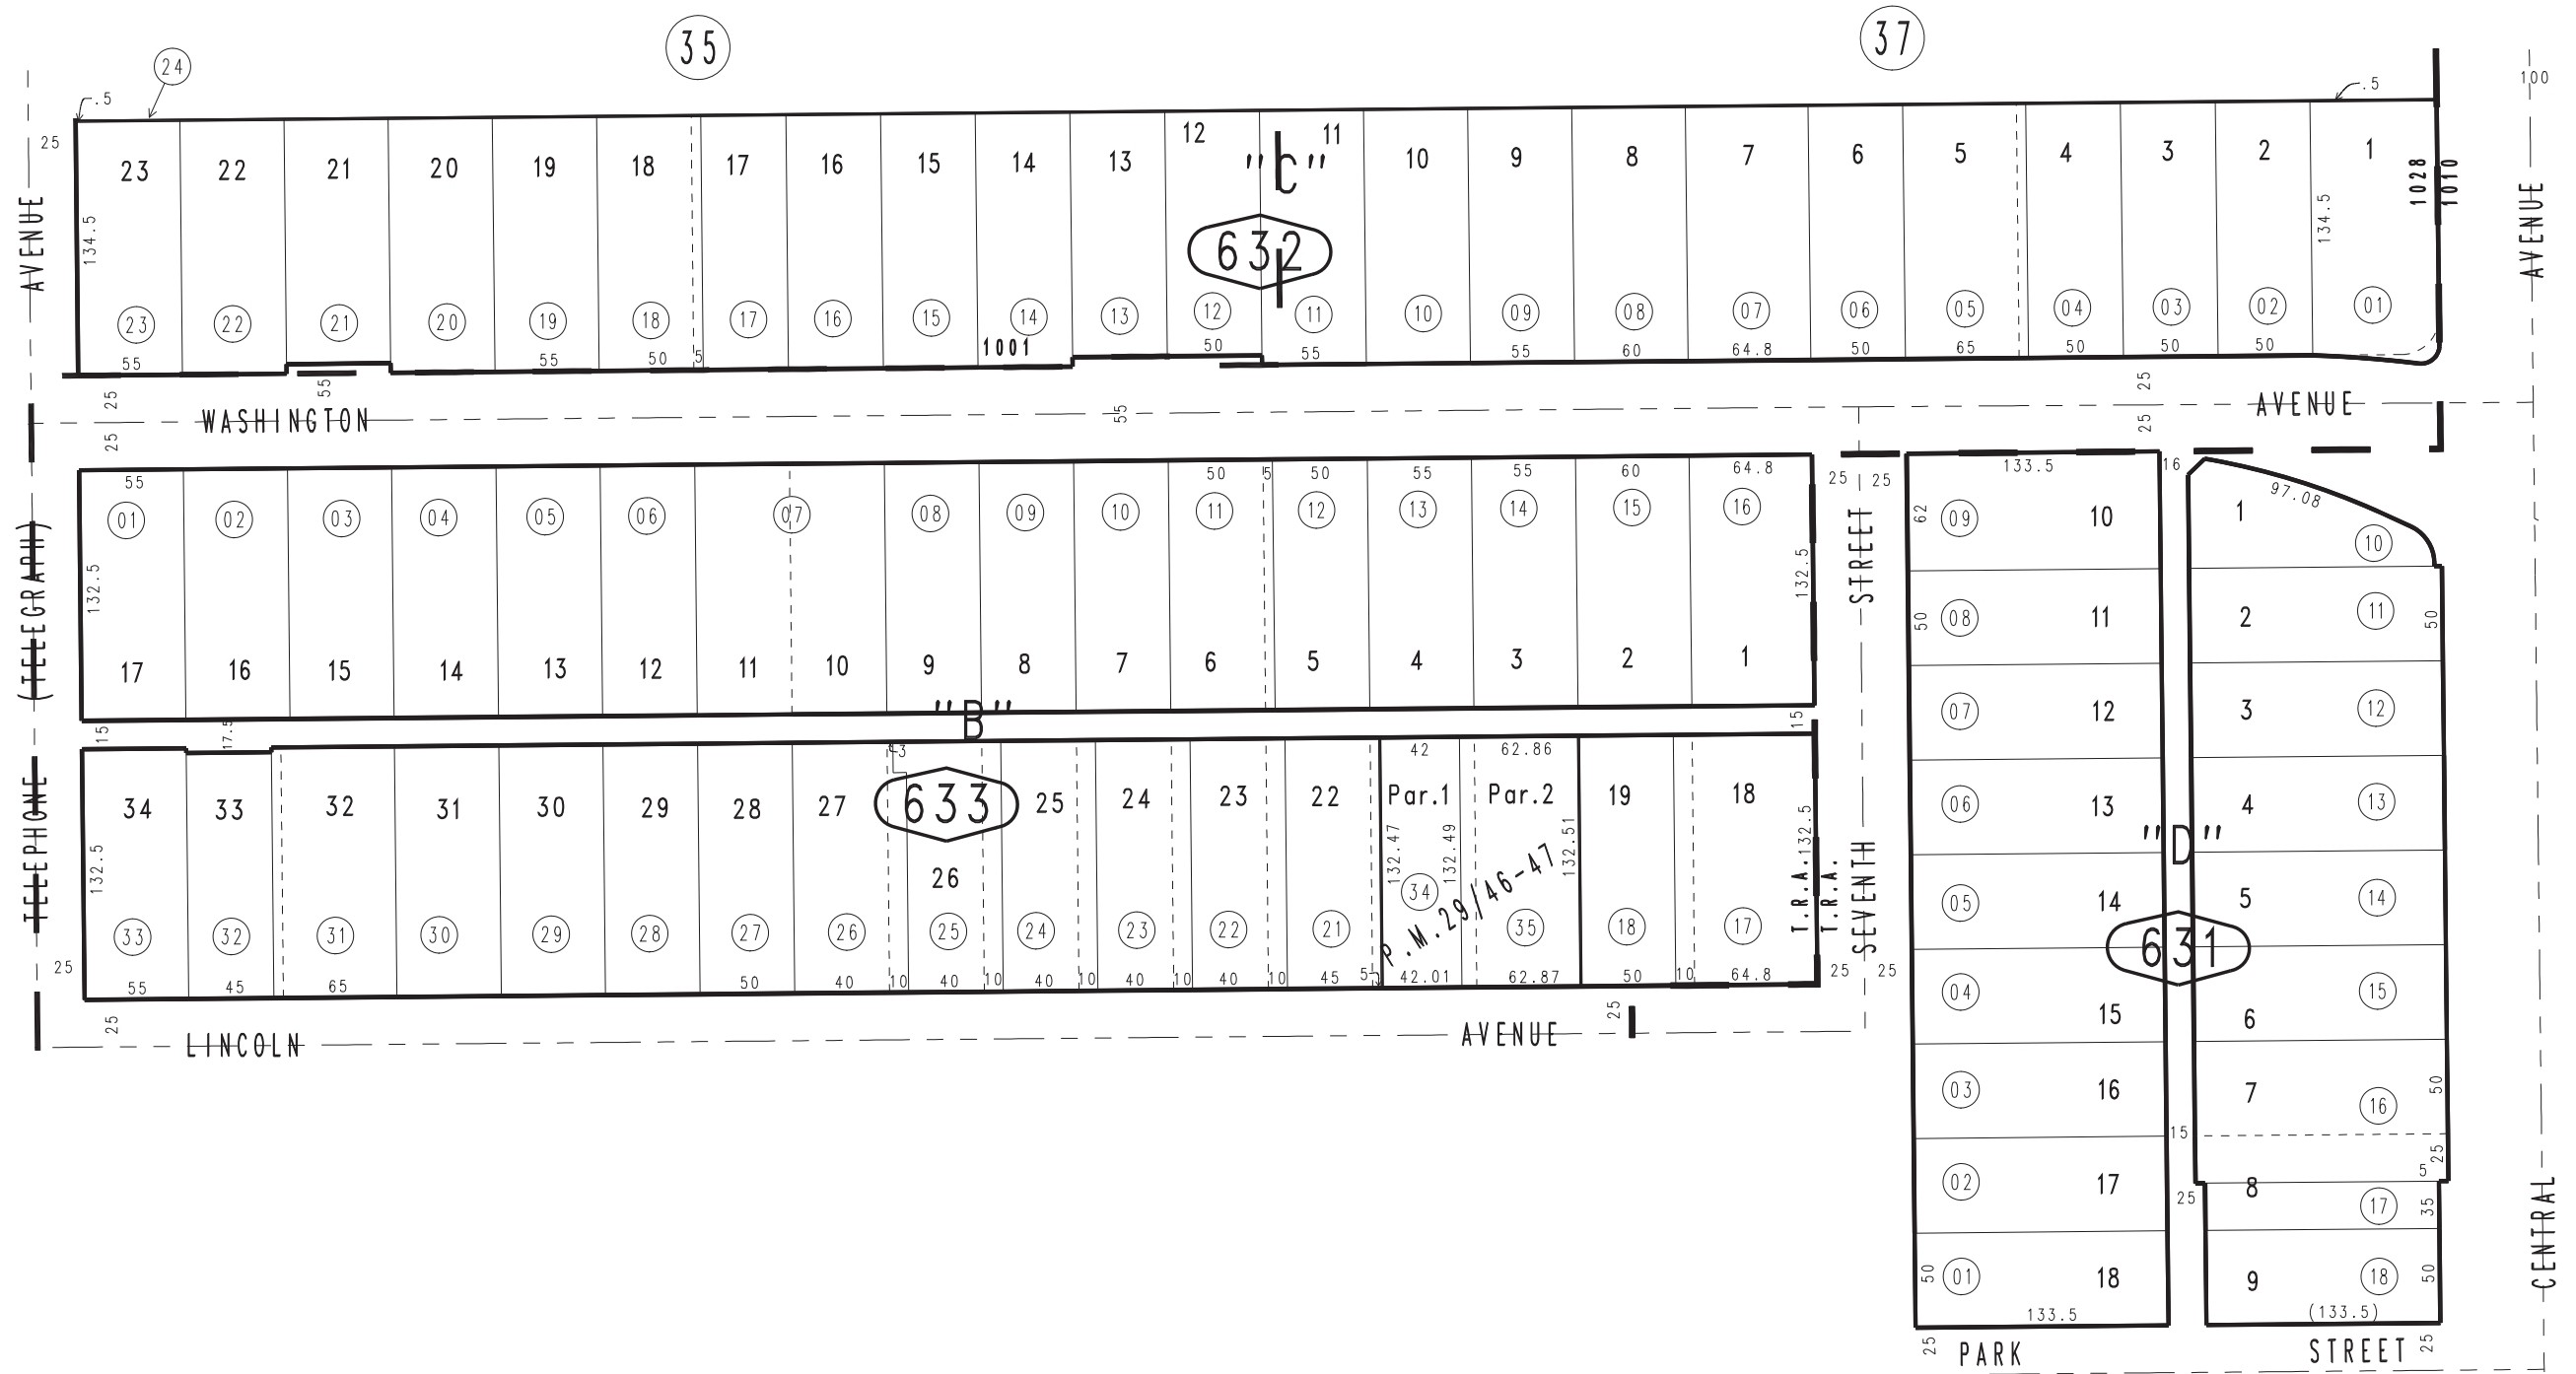 35 37
24
.5 .5 100
25
23 22 21 20 19 18 17 16 15 14 13 12 11 10 9 8 7 6 5 4 3 2 1
"C"
AVENUE 134.5 632 134.5 1028 1010 AVENUE
23 22 21 20 19 18 17 16 15 14 13 12 11 10 09 08 07 06 05 04 03 02 01
1001
55 55 50 5 50 55 55 60 64.8 50 65 50 50 50
55
25 25
WASHINGTON 55 AVENUE
25 25
55 50 5 50 55 55 60 64.8 25 25 133.5 16
97.08
01 02 03 04 05 06 07 08 09 10 11 12 13 14 15 16
132.5 132.5
17 16 15 14 13 12 11 10 9 8 7 6 5 4 3 2 1
(TELEGRAPH)
STREET
"B"
15 17.5 15
3 42 62.86
34 33 32 31 30 29 28 27 633 25 24 23 22 Par.1 Par.2 19 18
26
132.5 132.47 132.49 132.51 132.5
P.M.29/46-47
T.R.A. T.R.A.
34
33 32 31 30 29 28 27 26 25 24 23 22 21 35 18 17
25 55 45 65 50 40 10 40 10 40 10 40 10 40 10 45 5 42.01 62.87 50 10 64.8 25 25
TELEPHONE
SEVENTH
25 25
LINCOLN AVENUE
62 09 10 1 10
50 08 11 2 11 50
07 12 3 12
06 13 4 13
"D"
05 14 5 14
631
04 15 6 15
03 16 7 16 50
15
25
02 17 5
25 8 17 35
50 01 18 9 18 50
133.5 (133.5)
CENTRAL
25 PARK STREET 25